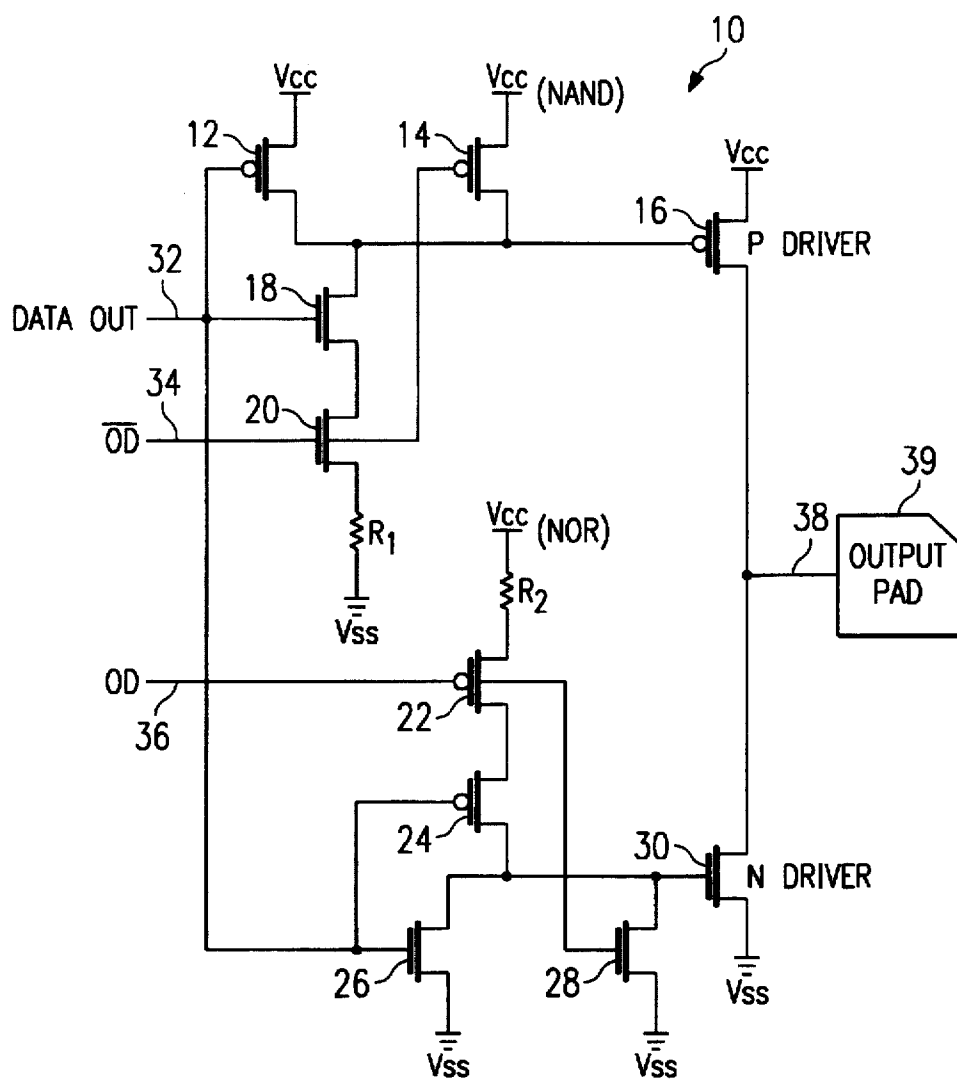 10
Vcc
Vcc (NAND)
12
14
Vcc
16
P DRIVER
32
18
DATA OUT
34
20
O̅D̅
39
Vcc (NOR)
38
R1
OUTPUT
PAD
R2
Vss
OD
36
22
24
30
N DRIVER
26
28
Vss
Vss
Vss